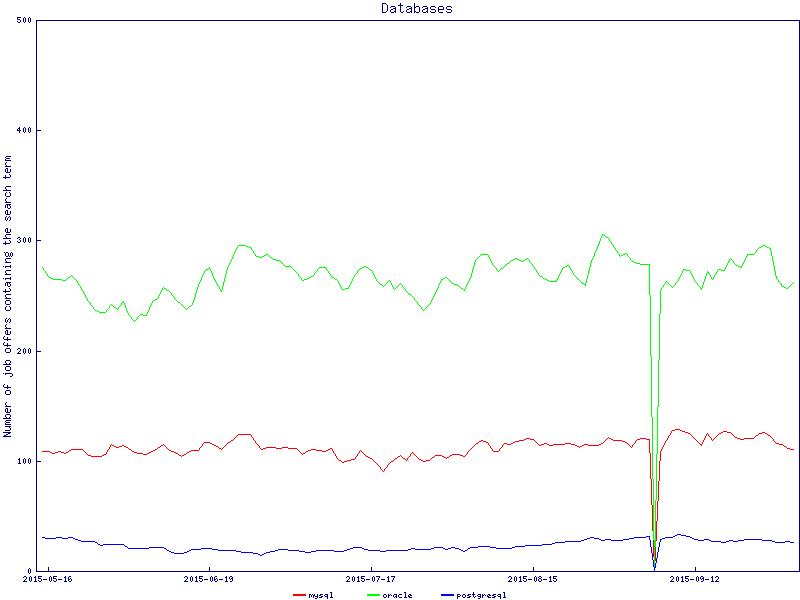 Databases
Number of job offers containing the search term
500
400
300
200
100
0
2015-05-16 2015-06-19 2015-07-17 2015-08-15 2015-09-12
mysql oracle postgresql